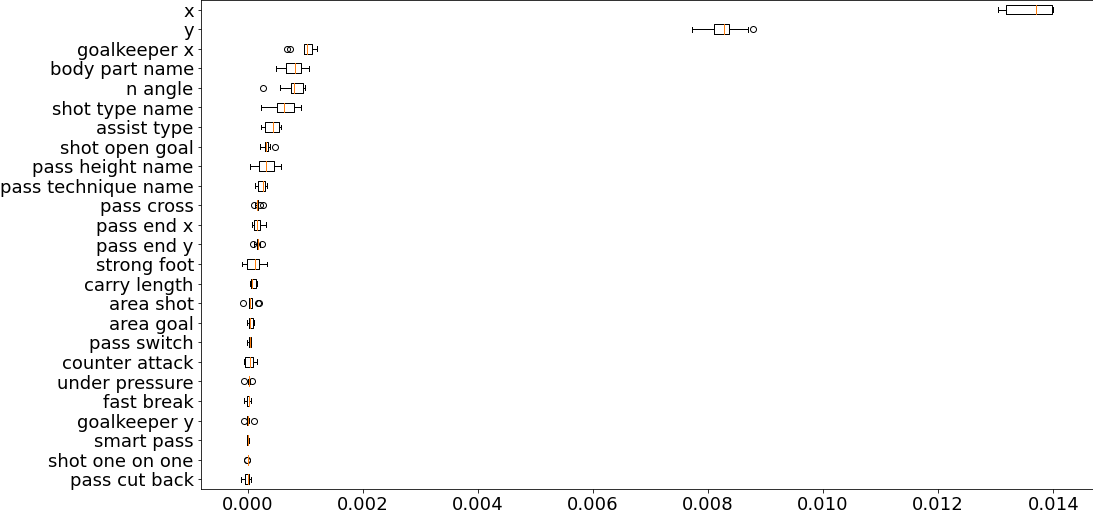 x
y
goalkeeper x
body part name
n angle
shot type name
assist type
shot open goal
pass height name
pass technique name
pass cross
pass end x
pass end y
strong foot
carry length
area shot
area goal
pass switch
counter attack
under pressure
fast break
goalkeeper y
smart pass
shot one on one
pass cut back
0.000 0.002 0.004 0.006 0.008 0.010 0.012 0.014